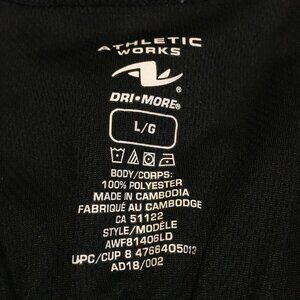 ATHLETIC
WORKS
DRI•MORE®
L/G
BODY/CORPS:
100% POLYESTER
MADE IN CAMBODIA
FABRIQUÉ AU CAMBODGE
CA 51122
STYLE/MODÈLE
AWF81406LD
UPC/CUP 8 4766405013
AD18/002